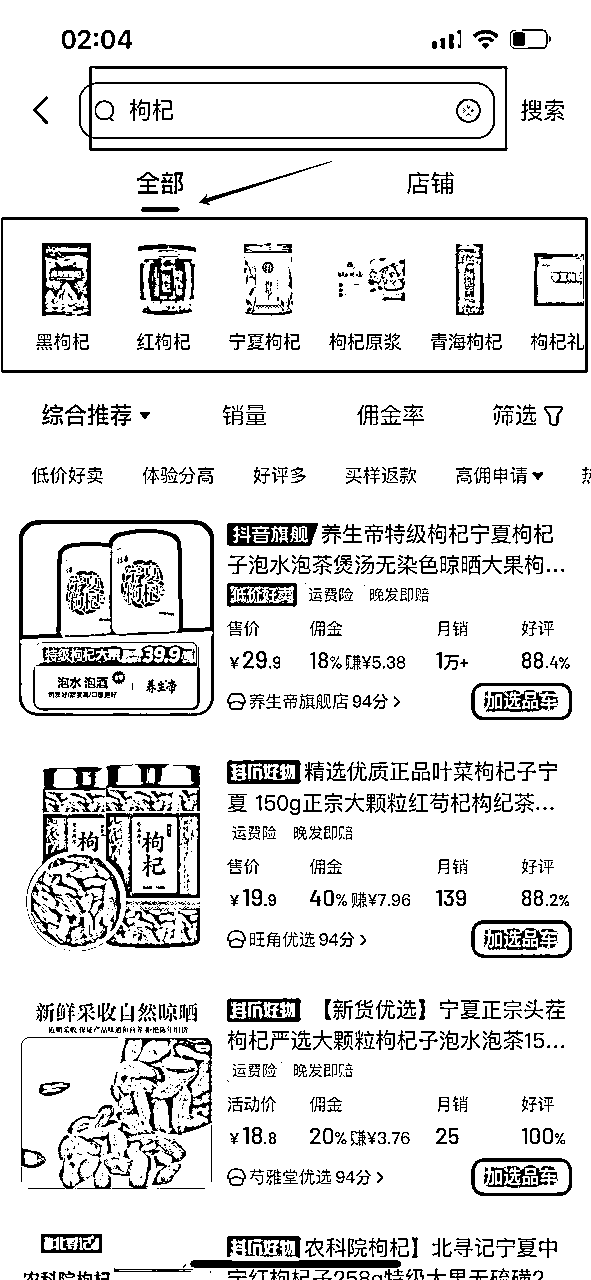 02:04
枸杞
搜索
全部 店铺
黑枸杞 红枸杞 宁夏枸杞 枸杞原浆 青海枸杞 枸杞礼
综合推荐 销量 佣金率 筛选
低价好卖 体验分高 好评多 买样返款 高佣申请
抖音旗舰 养生帝特级枸杞宁夏枸杞
子泡水泡茶煲汤无染色晾晒大果枸...
低价好卖 运费险 晚发即赔
售价 佣金 月销 好评
¥29.9 18% 赚¥5.38 1万+ 88.4%
养生帝旗舰店 94分 >
加选品车
特级枸杞大果 39.9
泡水 泡酒
养生帝
抖音好物 精选优质正品叶菜枸杞子宁
夏 150g正宗大颗粒红苟杞枸纪茶...
运费险 晚发即赔
售价 佣金 月销 好评
¥19.9 40% 赚¥7.96 139 88.2%
旺角优选 94分 >
加选品车
枸
枸杞
新鲜采收自然晾晒
抖音好物 【新货优选】宁夏正宗头茬
枸杞严选大颗粒枸杞子泡水泡茶15...
运费险 晚发即赔
活动价 佣金 月销 好评
¥18.8 20% 赚¥3.76 25 100%
芍雅堂优选 94分 >
加选品车
北寻记
农科院枸杞
抖音好物 农科院枸杞】北寻记宁夏中
宁红枸杞子258g特级大果无硫磺2